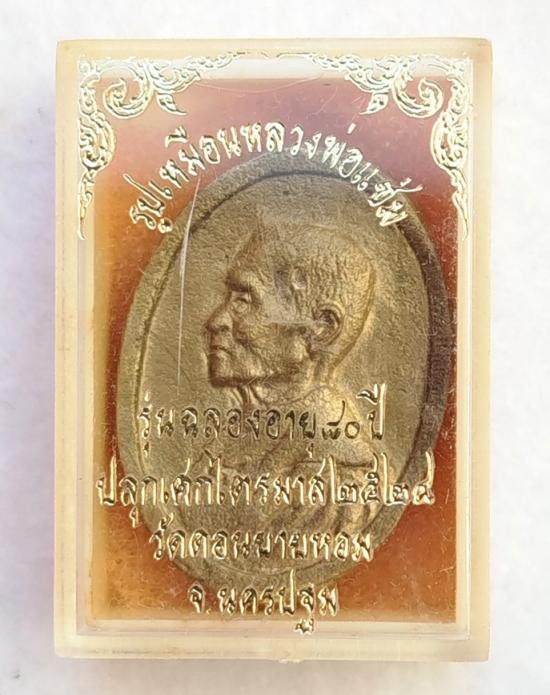 รูปเหมือนหลวงพ่อแช่ม
รุ่นฉลองอายุ๘๐ปี
ปลุกเศกไตรมาส๒๕๒๔
วัดดอนยายหอม
จ.นครปฐม